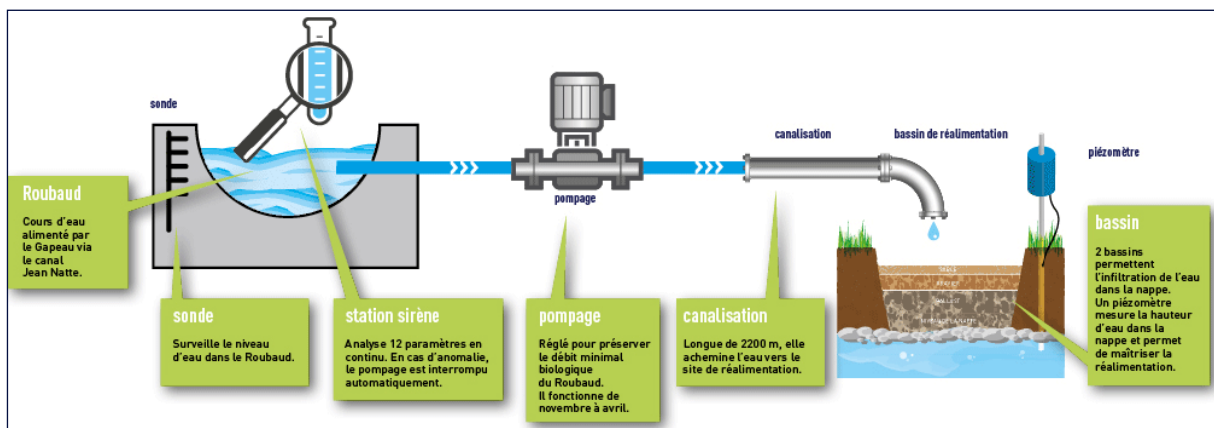 sonde
canalisation
bassin de réalimentation
piézomètre
pompage
Roubaud
Cours d'eau
alimenté par
le Gapeau via
le canal
Jean Natte.
sonde
Surveille le niveau
d'eau dans le Roubaud.
station sirène
Analyse 12 paramètres en
continu. En cas d'anomalie,
le pompage est interrompu
automatiquement.
pompage
Réglé pour préserver
le débit minimal
biologique
du Roubaud.
Il fonctionne de
novembre à avril.
canalisation
Longue de 2200 m, elle
achemine l'eau vers le
site de réalimentation.
bassin
2 bassins
permettent
l'infiltration de l'eau
dans la nappe.
Un piézomètre
mesure la hauteur
d'eau dans la
nappe et permet
de maîtriser la
réalimentation.
SABLE
GRAVIER
BALLAST